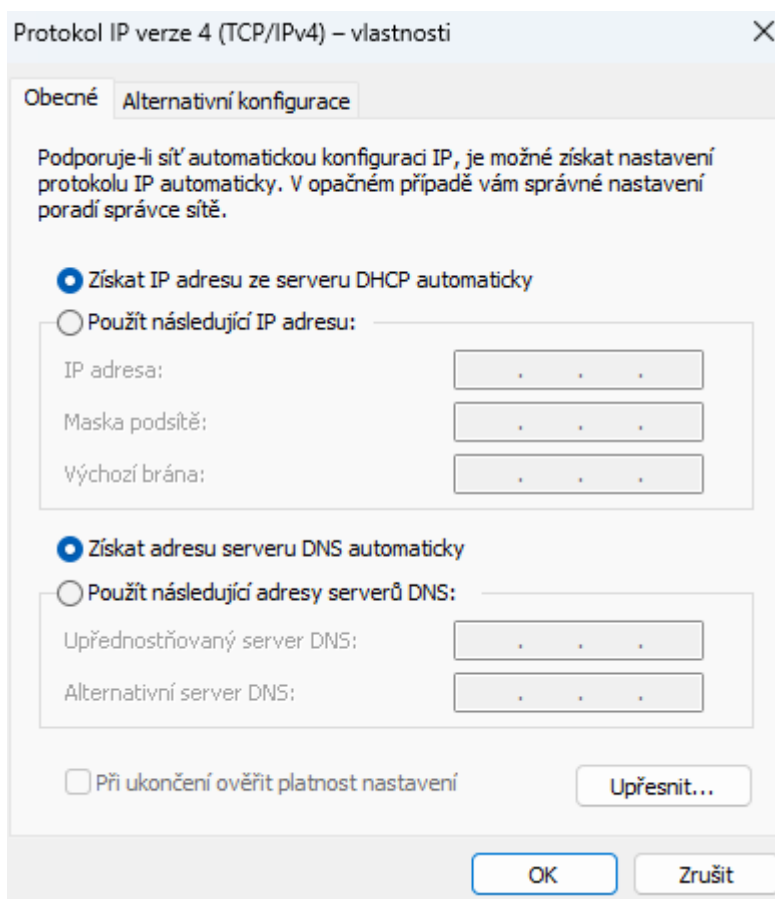 Protokol IP verze 4 (TCP/IPv4) – vlastnosti
Obecné
Alternativní konfigurace
Podporuje-li síť automatickou konfiguraci IP, je možné získat nastavení
protokolu IP automaticky. V opačném případě vám správné nastavení
poradí správce sítě.
Získat IP adresu ze serveru DHCP automaticky
Použít následující IP adresu:
IP adresa:
Maska podsítě:
Výchozí brána:
Získat adresu serveru DNS automaticky
Použít následující adresy serverů DNS:
Upřednostňovaný server DNS:
Alternativní server DNS:
Při ukončení ověřit platnost nastavení
Upřesnit...
OK
Zrušit